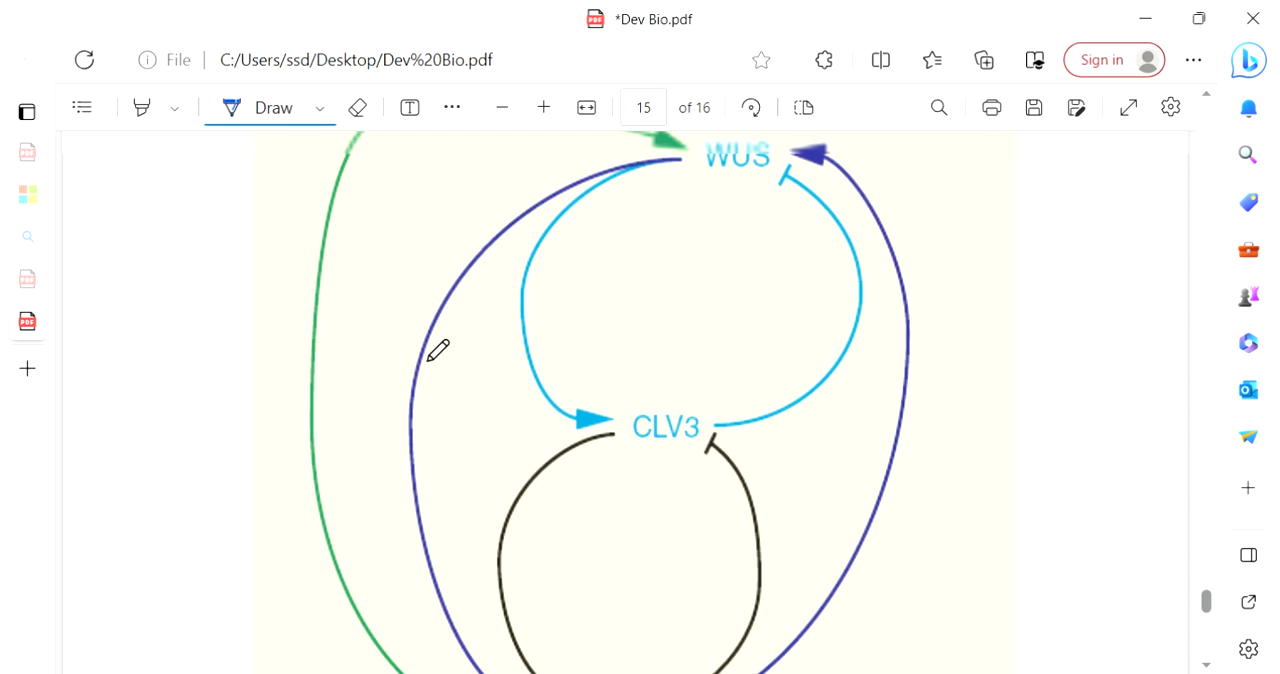 *Dev Bio.pdf
File
C:/Users/ssd/Desktop/Dev%20Bio.pdf
Sign in
Draw
15 of 16
WUS
CLV3